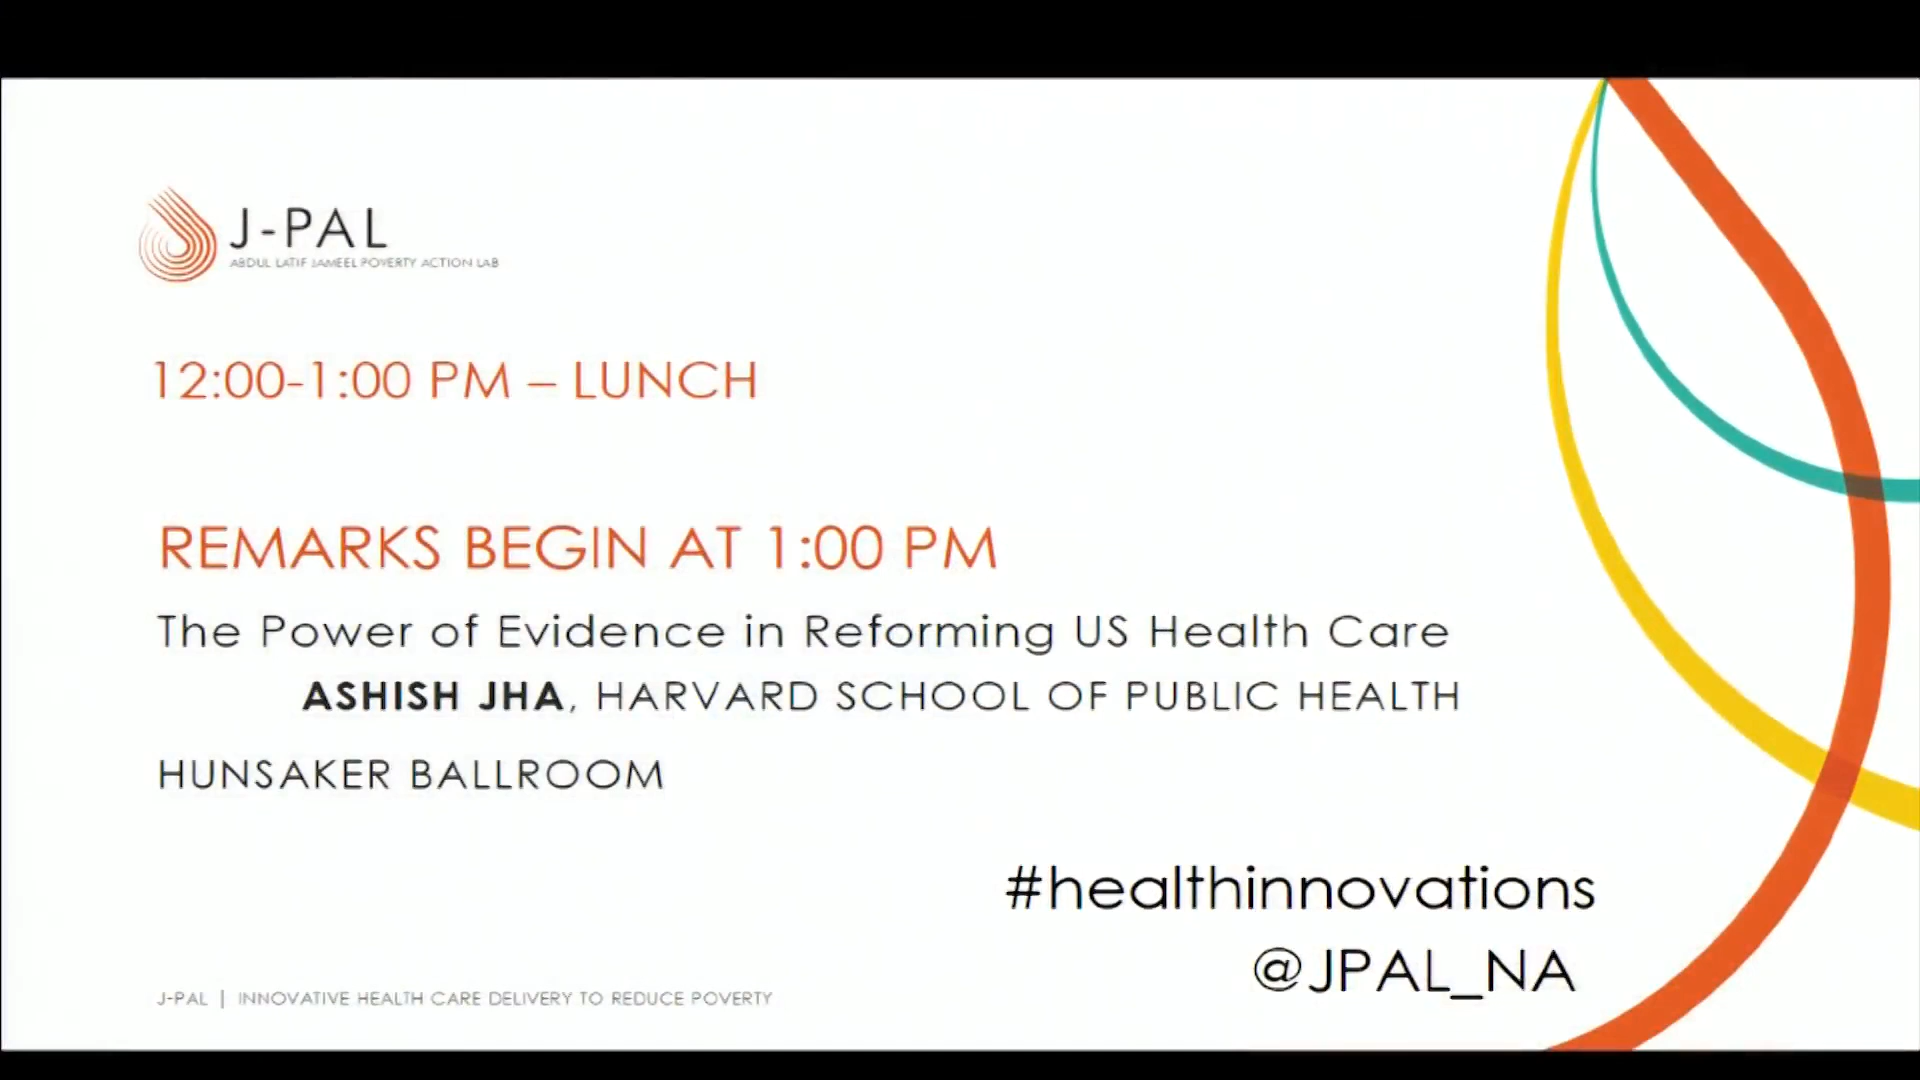 J-PAL
ABDUL LATIF JAMEEL POVERTY ACTION LAB
12:00-1:00 PM – LUNCH
REMARKS BEGIN AT 1:00 PM
The Power of Evidence in Reforming US Health Care
ASHISH JHA, HARVARD SCHOOL OF PUBLIC HEALTH
HUNSAKER BALLROOM
#healthinnovations
@JPAL_NA
J-PAL | INNOVATIVE HEALTH CARE DELIVERY TO REDUCE POVERTY